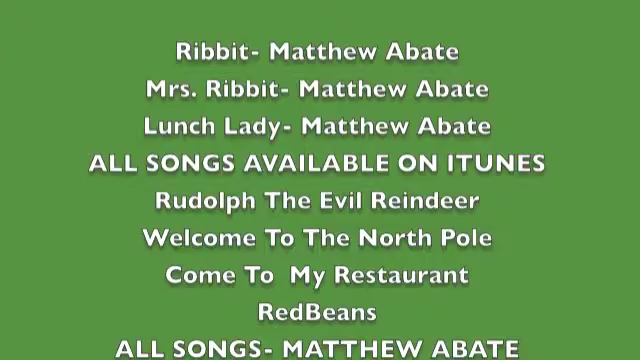 Ribbit- Matthew Abate
Mrs. Ribbit- Matthew Abate
Lunch Lady- Matthew Abate
ALL SONGS AVAILABLE ON ITUNES
Rudolph The Evil Reindeer
Welcome To The North Pole
Come To  My Restaurant
RedBeans
ALL SONGS- MATTHEW ABATE